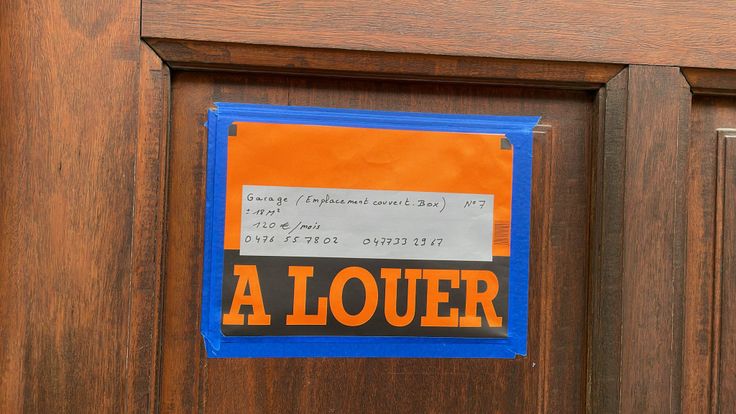 Garage (Emplacement couvert. Box) N° 7
± 18 M²
120 €/mois
0476 55 78 02 0477 33 29 67
A LOUER